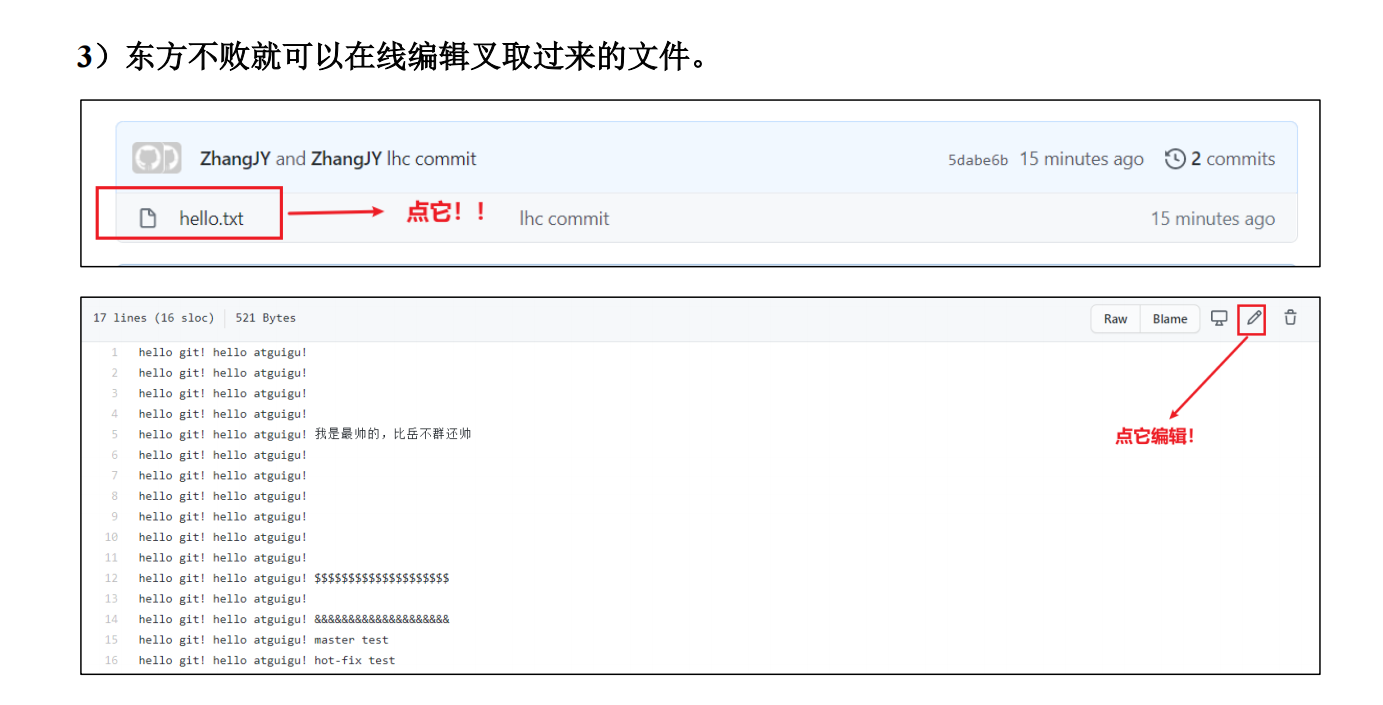 3）东方不败就可以在线编辑叉取过来的文件。
ZhangJY and ZhangJY lhc commit 5dabe6b 15 minutes ago 2 commits
hello.txt 点它！！ lhc commit 15 minutes ago
17 lines (16 sloc) 521 Bytes Raw Blame
1 hello git! hello atguigu!
2 hello git! hello atguigu!
3 hello git! hello atguigu!
4 hello git! hello atguigu!
5 hello git! hello atguigu! 我是最帅的，比岳不群还帅
点它编辑！
6 hello git! hello atguigu!
7 hello git! hello atguigu!
8 hello git! hello atguigu!
9 hello git! hello atguigu!
10 hello git! hello atguigu!
11 hello git! hello atguigu!
12 hello git! hello atguigu! $$$$$$$$$$$$$$$$$$$$
13 hello git! hello atguigu!
14 hello git! hello atguigu! &&&&&&&&&&&&&&&&&&&&
15 hello git! hello atguigu! master test
16 hello git! hello atguigu! hot-fix test